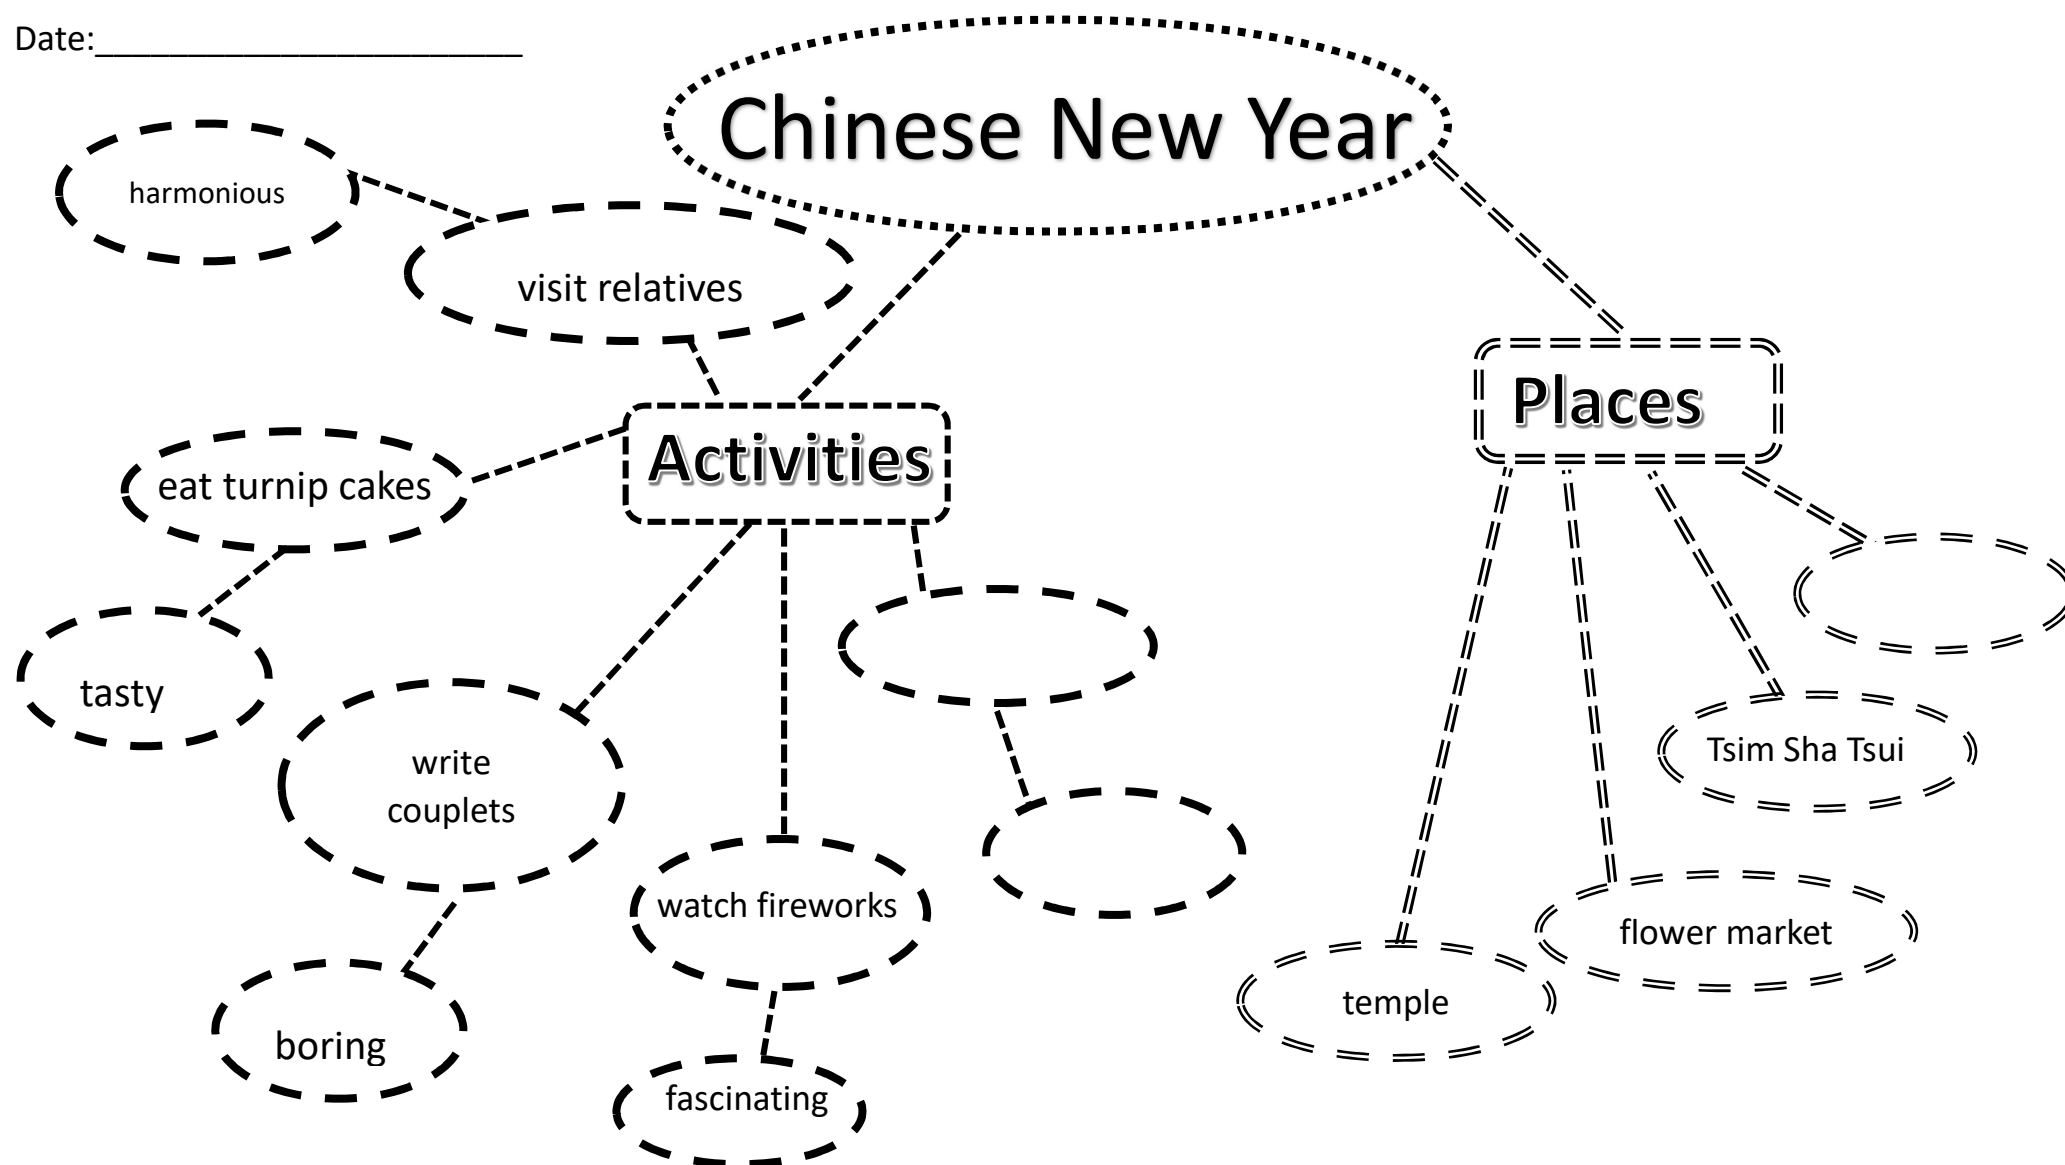 Date:_______________________
Chinese New Year
harmonious
visit relatives
Activities
Places
eat turnip cakes
tasty
write
couplets
boring
watch fireworks
fascinating
Tsim Sha Tsui
flower market
temple